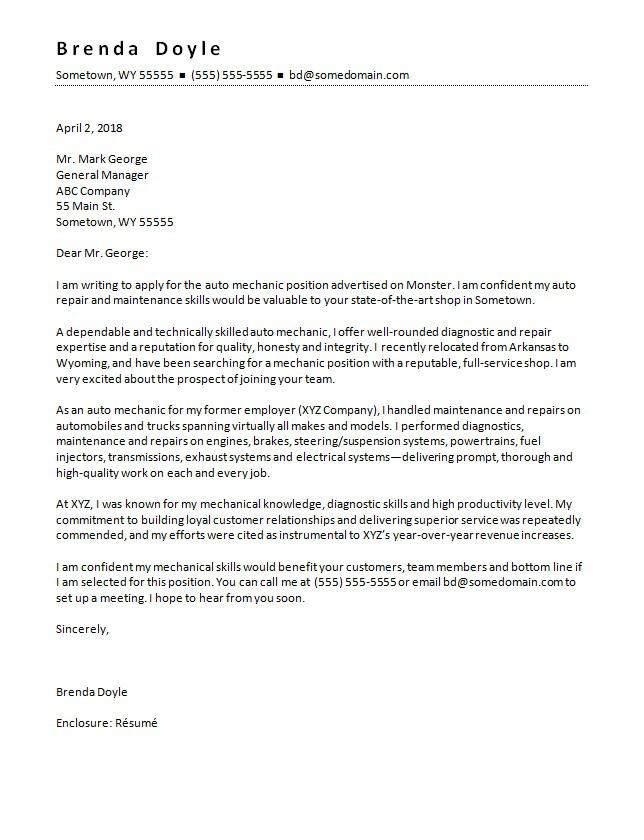 Brenda Doyle
Sometown, WY 55555 ■ (555) 555-5555 ■ bd@somedomain.com
April 2, 2018
Mr. Mark George
General Manager
ABC Company
55 Main St.
Sometown, WY 55555
Dear Mr. George:
I am writing to apply for the auto mechanic position advertised on Monster. I am confident my auto
repair and maintenance skills would be valuable to your state-of-the-art shop in Sometown.
A dependable and technically skilled auto mechanic, I offer well-rounded diagnostic and repair
expertise and a reputation for quality, honesty and integrity. I recently relocated from Arkansas to
Wyoming, and have been searching for a mechanic position with a reputable, full-service shop. I am
very excited about the prospect of joining your team.
As an auto mechanic for my former employer (XYZ Company), I handled maintenance and repairs on
automobiles and trucks spanning virtually all makes and models. I performed diagnostics,
maintenance and repairs on engines, brakes, steering/suspension systems, powertrains, fuel
injectors, transmissions, exhaust systems and electrical systems—delivering prompt, thorough and
high-quality work on each and every job.
At XYZ, I was known for my mechanical knowledge, diagnostic skills and high productivity level. My
commitment to building loyal customer relationships and delivering superior service was repeatedly
commended, and my efforts were cited as instrumental to XYZ's year-over-year revenue increases.
I am confident my mechanical skills would benefit your customers, team members and bottom line if
I am selected for this position. You can call me at (555) 555-5555 or email bd@somedomain.com to
set up a meeting. I hope to hear from you soon.
Sincerely,
Brenda Doyle
Enclosure: Résumé